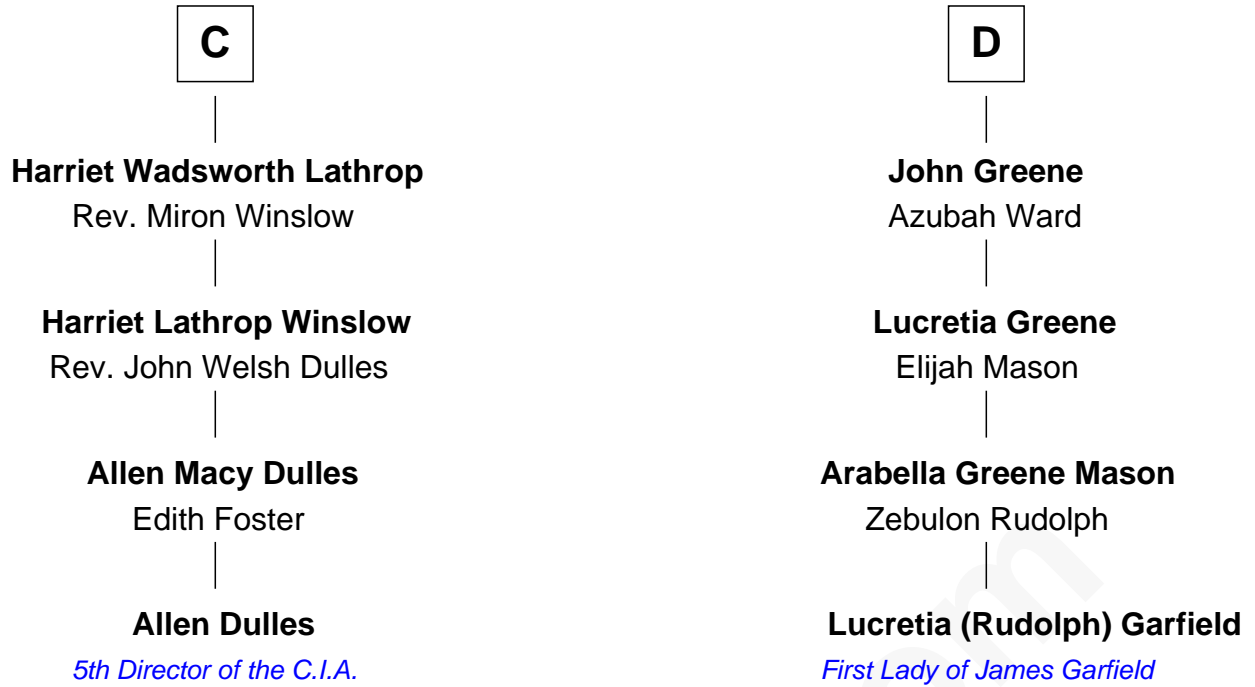 C
Harriet Wadsworth Lathrop
Rev. Miron Winslow
Harriet Lathrop Winslow
Rev. John Welsh Dulles
Allen Macy Dulles
Edith Foster
Allen Dulles
5th Director of the C.I.A.
D
John Greene
Azubah Ward
Lucretia Greene
Elijah Mason
Arabella Greene Mason
Zebulon Rudolph
Lucretia (Rudolph) Garfield
First Lady of James Garfield